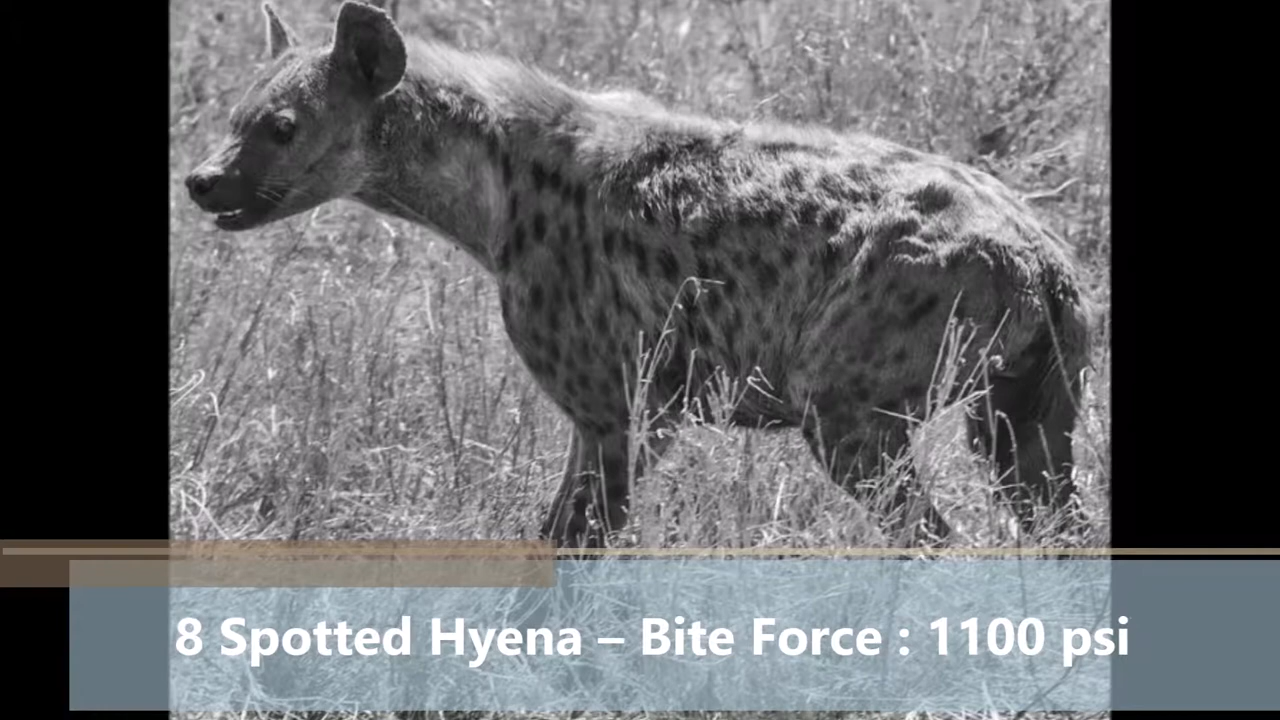 8 Spotted Hyena – Bite Force : 1100 psi